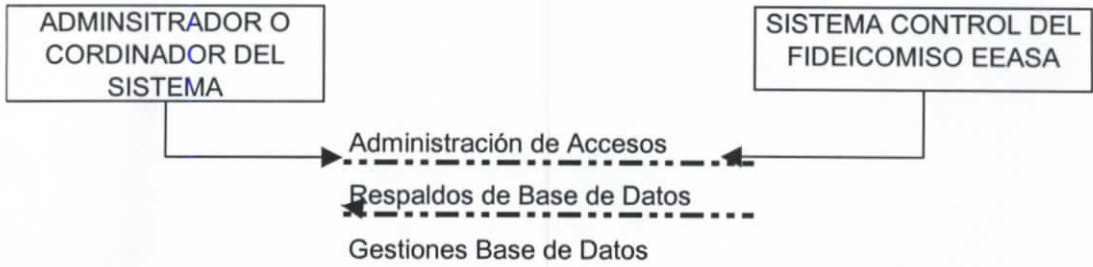 ADMINSITRADOR O
CORDINADOR DEL
SISTEMA
SISTEMA CONTROL DEL
FIDEICOMISO EEASA
Administración de Accesos
Respaldos de Base de Datos
Gestiones Base de Datos